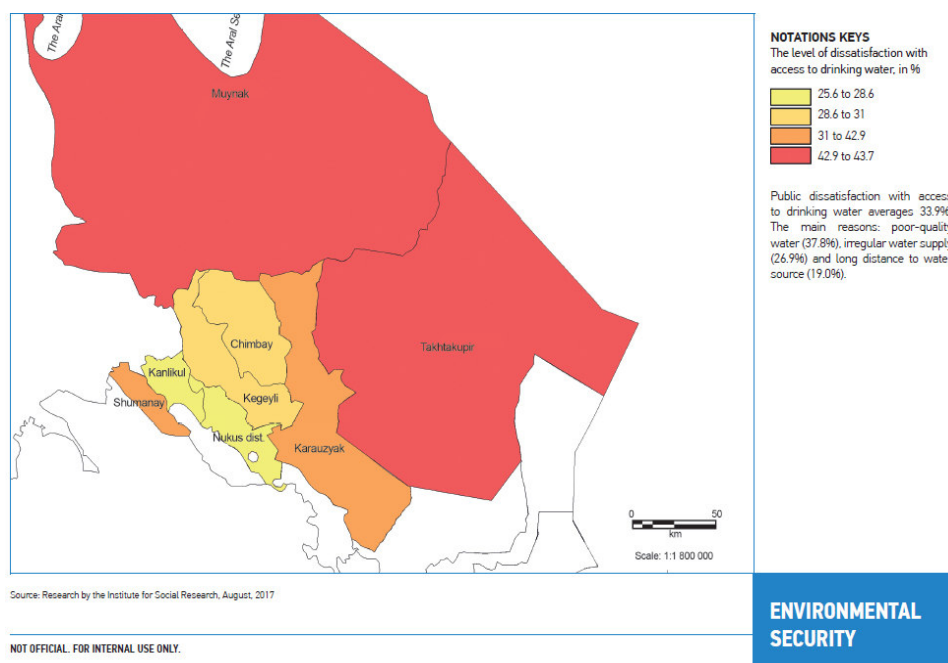 The Ara
The Aral Se
Muynak
Takhtakupir
Chimbay
Kanlikul
Kegeyli
Shumanay
Nukus dist.
Karauzyak
0 50
km
Scale: 1:1 800 000
NOTATIONS KEYS
The level of dissatisfaction with
access to drinking water, in %
25.6 to 28.6
28.6 to 31
31 to 42.9
42.9 to 43.7
Public dissatisfaction with access
to drinking water averages 33.9%
The main reasons: poor-quality
water (37.8%), irregular water supply
(26.9%) and long distance to wate
source (19.0%).
Source: Research by the Institute for Social Research, August, 2017
NOT OFFICIAL. FOR INTERNAL USE ONLY.
ENVIRONMENTAL
SECURITY